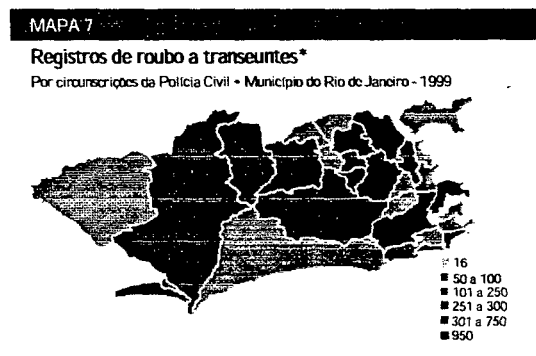 MAPA 7
Registros de roubo a transeuntes*
Por circunscrições da Polícia Civil • Município do Rio de Janeiro - 1999
16
50 a 100
101 a 250
251 a 300
301 a 750
950